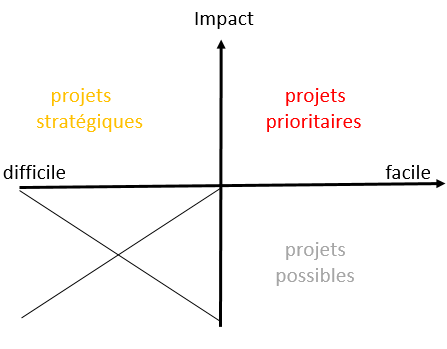 Impact
projets
stratégiques
projets
prioritaires
difficile
facile
projets
possibles